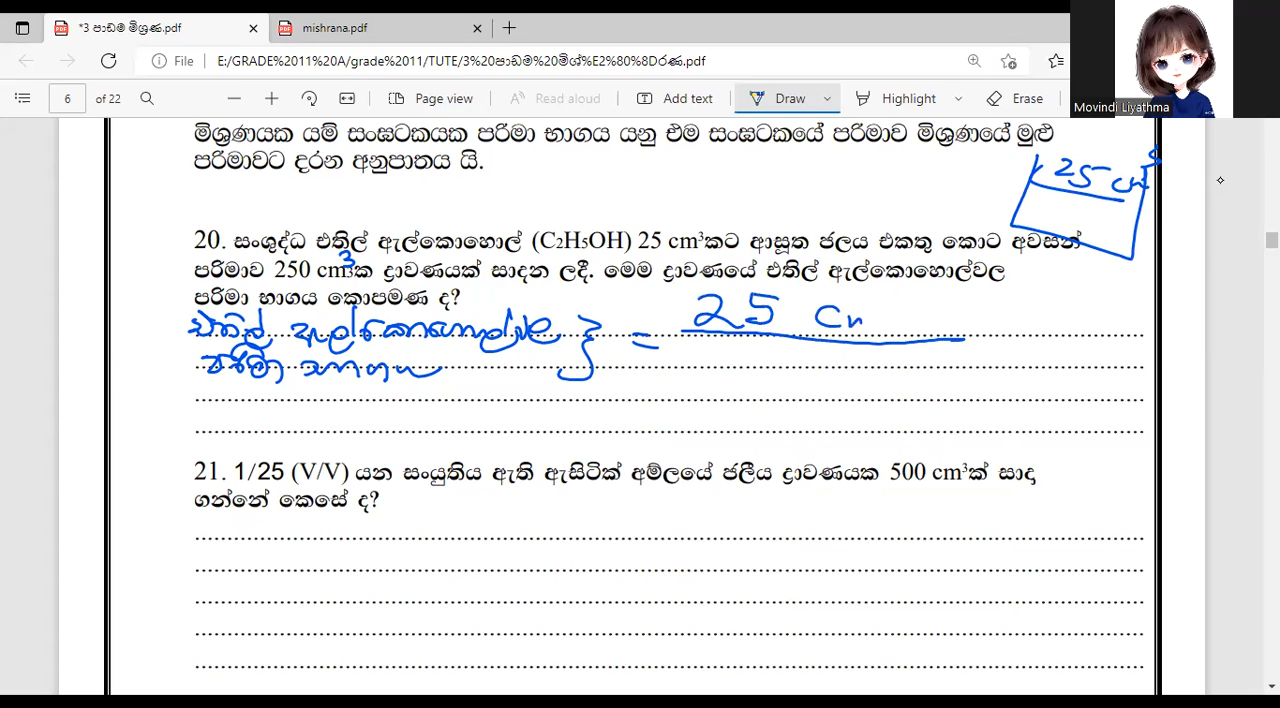 *3 පාඩම මිශ්‍රණ.pdf
mishrana.pdf
File
E:/GRADE%2011%20A/grade%2011/TUTE/3%20පාඩම%20මිශ්%E2%80%8Dරණ.pdf
6 of 22
Page view
Read aloud
Add text
Draw
Highlight
Erase
Movindi Liyathma
මිශ්‍රණයක යම් සංඝටකයක පරිමා භාගය යනු එම සංඝටකයේ පරිමාව මිශ්‍රණයේ මුළු
පරිමාවට දරන අනුපාතය යි.
25 cm³
20. සංශුද්ධ එතිල් ඇල්කොහොල් (C₂H₅OH) 25 cm³කට ආසූත ජලය එකතු කොට අවසන්
පරිමාව 250 cm³ක ද්‍රාවණයක් සාදන ලදී. මෙම ද්‍රාවණයේ එතිල් ඇල්කොහොල්වල
පරිමා භාගය කොපමණ ද?
එතිල් ඇල්කොහොල්වල } = 25 c
පරිමා භාගය
21. 1/25 (V/V) යන සංයුතිය ඇති ඇසිටික් අම්ලයේ ජලීය ද්‍රාවණයක 500 cm³ක් සාදා
ගන්නේ කෙසේ ද?